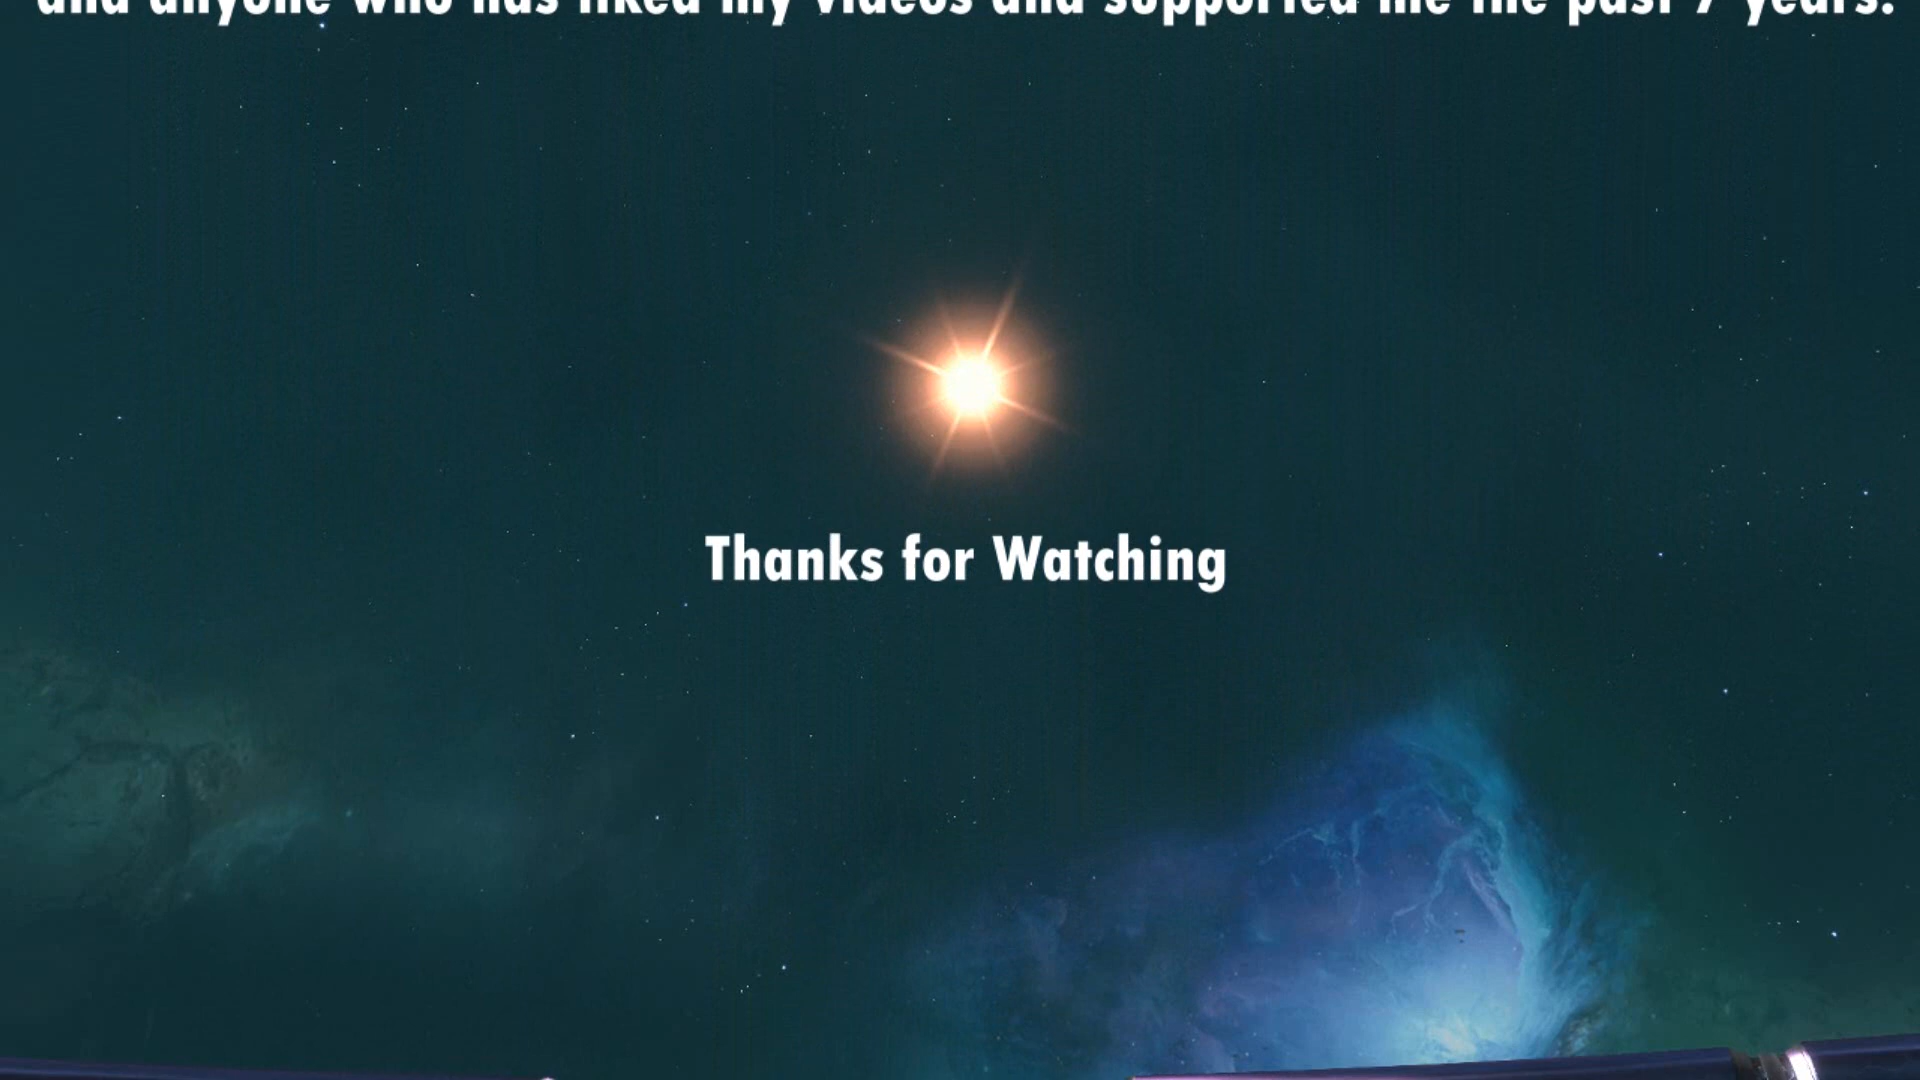 and anyone who has liked my videos and supported me the past 7 years.
Thanks for Watching